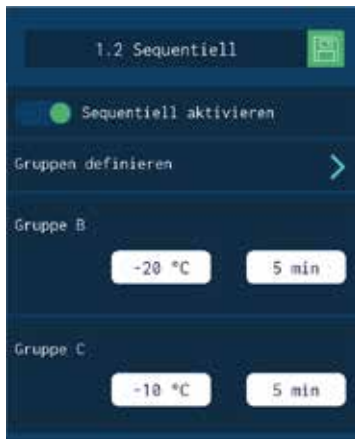 1.2 Sequentiell
Sequentiell aktivieren
Gruppen definieren
Gruppe B
-20 °C 5 min
Gruppe C
-10 °C 5 min